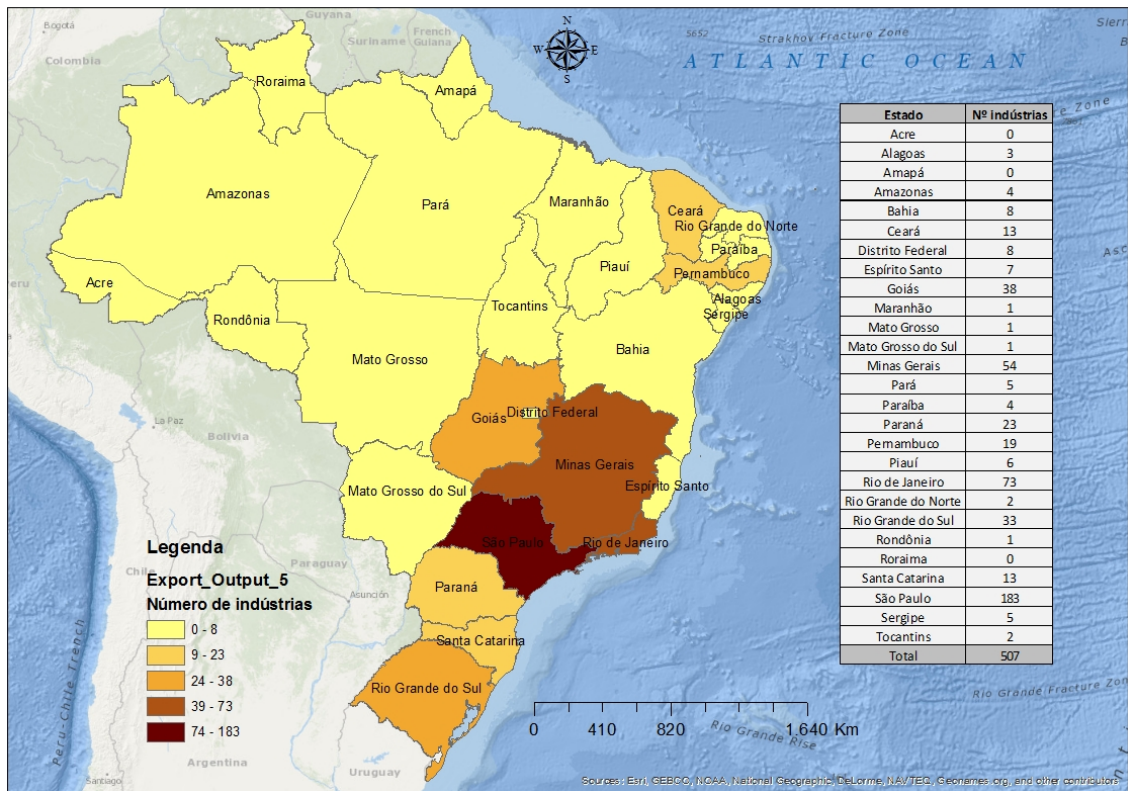 Bogotá
Colombia
Guyana
Suriname
French
Guiana
N
W E
S
5652
Strakhov Fracture Zone
ATLANTIC OCEAN
Roraima
Amapá
Amazonas
Pará
Maranhão
Ceará
Rio Grande do Norte
Paraíba
Piauí
Pernambuco
Acre
Rondônia
Tocantins
Alagoas
Sergipe
Mato Grosso
Bahia
La Paz
Bolivia
Goiás
Distrito Federal
Minas Gerais
Mato Grosso do Sul
Espírito Santo
São Paulo
Rio de Janeiro
Paraguay
Asunción
Chile
Paraná
Santa Catarina
Rio Grande do Sul
Peru-Chile Trench
Argentina
Uruguay
Santiago
Rio Grande Rise
Rio Grande Fracture Zon
Estado Nº indústrias
Acre 0
Alagoas 3
Amapá 0
Amazonas 4
Bahia 8
Ceará 13
Distrito Federal 8
Espírito Santo 7
Goiás 38
Maranhão 1
Mato Grosso 1
Mato Grosso do Sul 1
Minas Gerais 54
Pará 5
Paraíba 4
Paraná 23
Pernambuco 19
Piauí 6
Rio de Janeiro 73
Rio Grande do Norte 2
Rio Grande do Sul 33
Rondônia 1
Roraima 0
Santa Catarina 13
São Paulo 183
Sergipe 5
Tocantins 2
Total 507
Legenda
Export_Output_5
Número de indústrias
0 - 8
9 - 23
24 - 38
39 - 73
74 - 183
0 410 820 1.640 Km
Sources: Esri, GEBCO, NOAA, National Geographic, DeLorme, NAVTEQ, Geonames.org, and other contributors